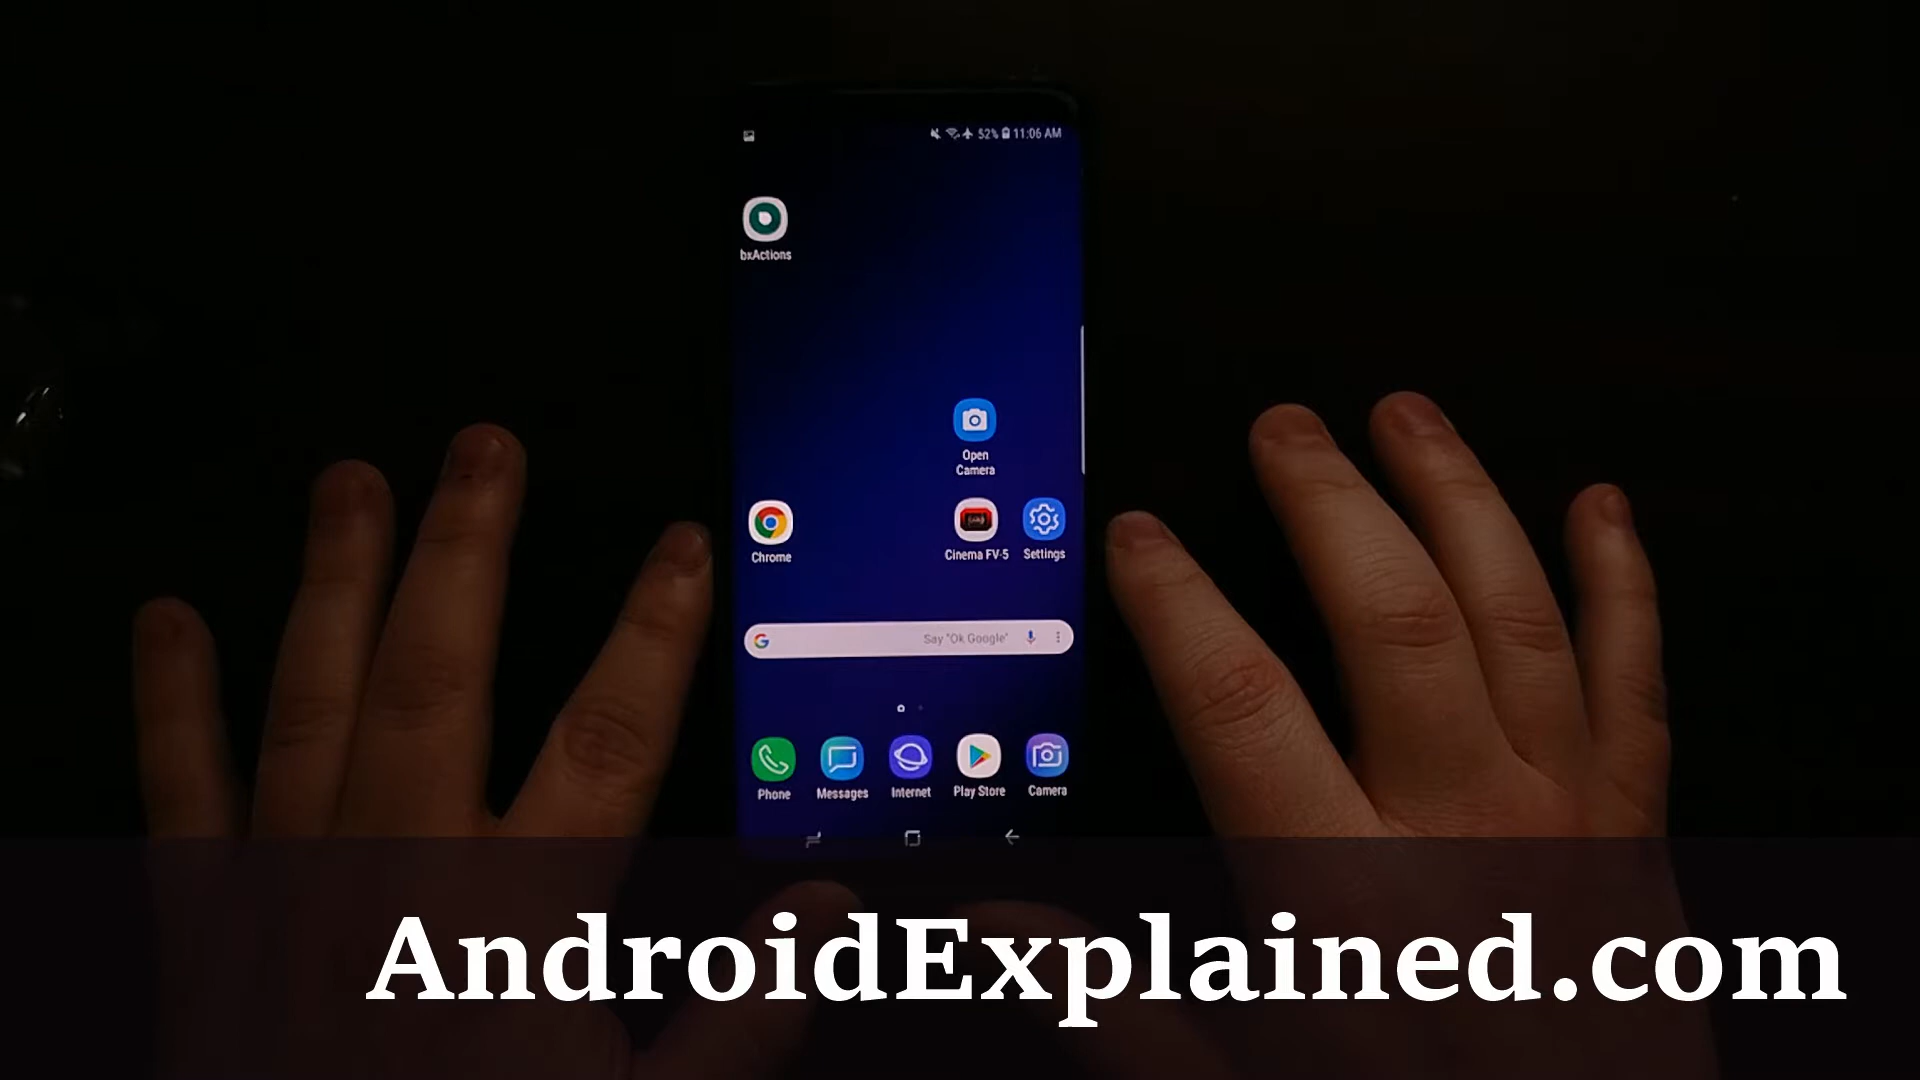 52% 11:06 AM
bxActions
Open
Camera
Chrome
Cinema FV-5
Settings
Say "Ok Google"
Phone
Messages
Internet
Play Store
Camera
AndroidExplained.com